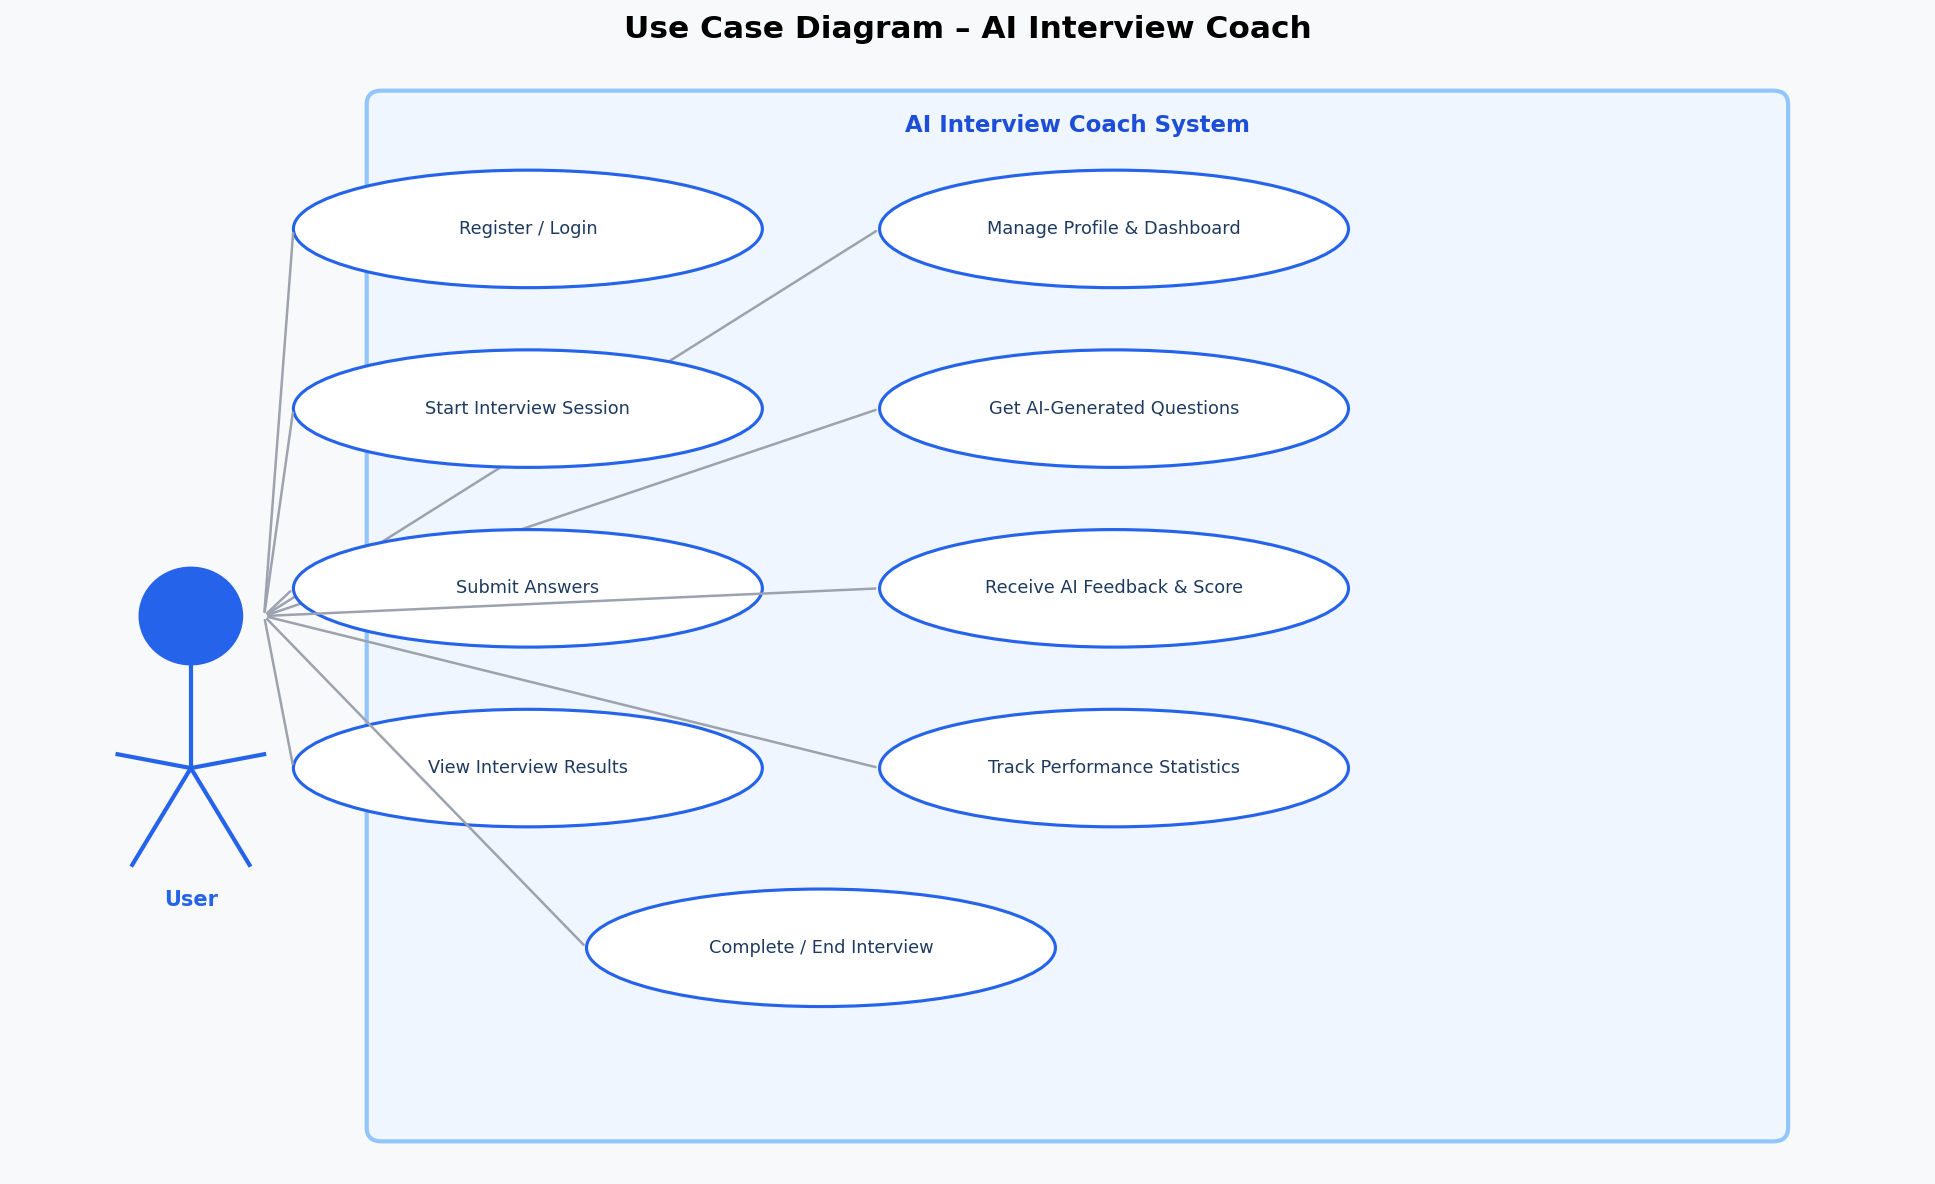 Use Case Diagram – AI Interview Coach
AI Interview Coach System
Register / Login
Manage Profile & Dashboard
Start Interview Session
Get AI-Generated Questions
Submit Answers
Receive AI Feedback & Score
View Interview Results
Track Performance Statistics
User
Complete / End Interview